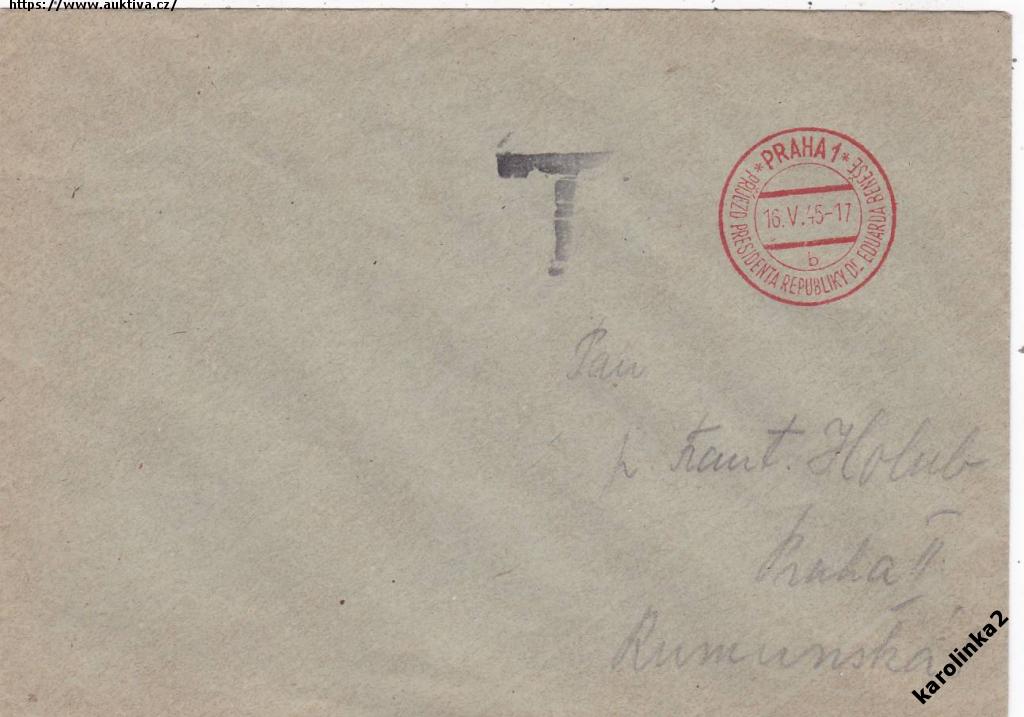 https://www.auktiva.cz/
T
* PRAHA 1 *
16.V.45-17
b
PŘÍJEZD PRESIDENTA REPUBLIKY Dr EDUARDA BENEŠE
Pan
p. Frant. Holub
Praha II
Rumunská
karolinka2